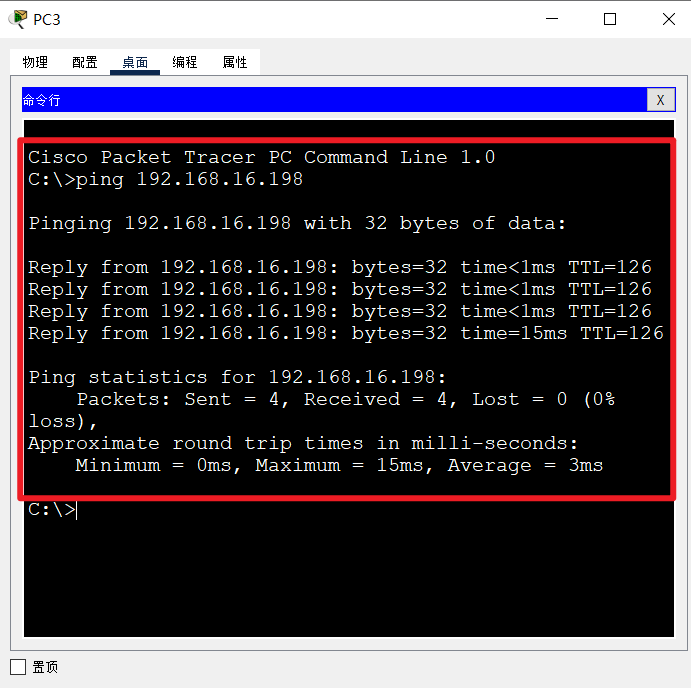 PC3
物理 配置 桌面 编程 属性
命令行 X
Cisco Packet Tracer PC Command Line 1.0
C:\>ping 192.168.16.198
Pinging 192.168.16.198 with 32 bytes of data:
Reply from 192.168.16.198: bytes=32 time<1ms TTL=126
Reply from 192.168.16.198: bytes=32 time<1ms TTL=126
Reply from 192.168.16.198: bytes=32 time<1ms TTL=126
Reply from 192.168.16.198: bytes=32 time=15ms TTL=126
Ping statistics for 192.168.16.198:
    Packets: Sent = 4, Received = 4, Lost = 0 (0%
loss),
Approximate round trip times in milli-seconds:
    Minimum = 0ms, Maximum = 15ms, Average = 3ms
C:\>
置顶